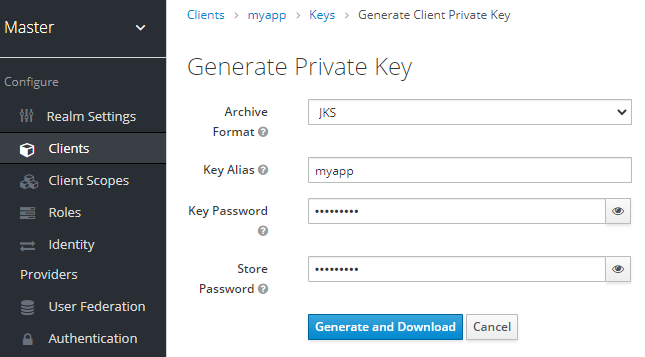 Master
Configure
Realm Settings
Clients
Client Scopes
Roles
Identity
Providers
User Federation
Authentication
Clients > myapp > Keys > Generate Client Private Key
Generate Private Key
Archive
Format
JKS
Key Alias
myapp
Key Password
•••••••••
Store
Password
•••••••••
Generate and Download
Cancel